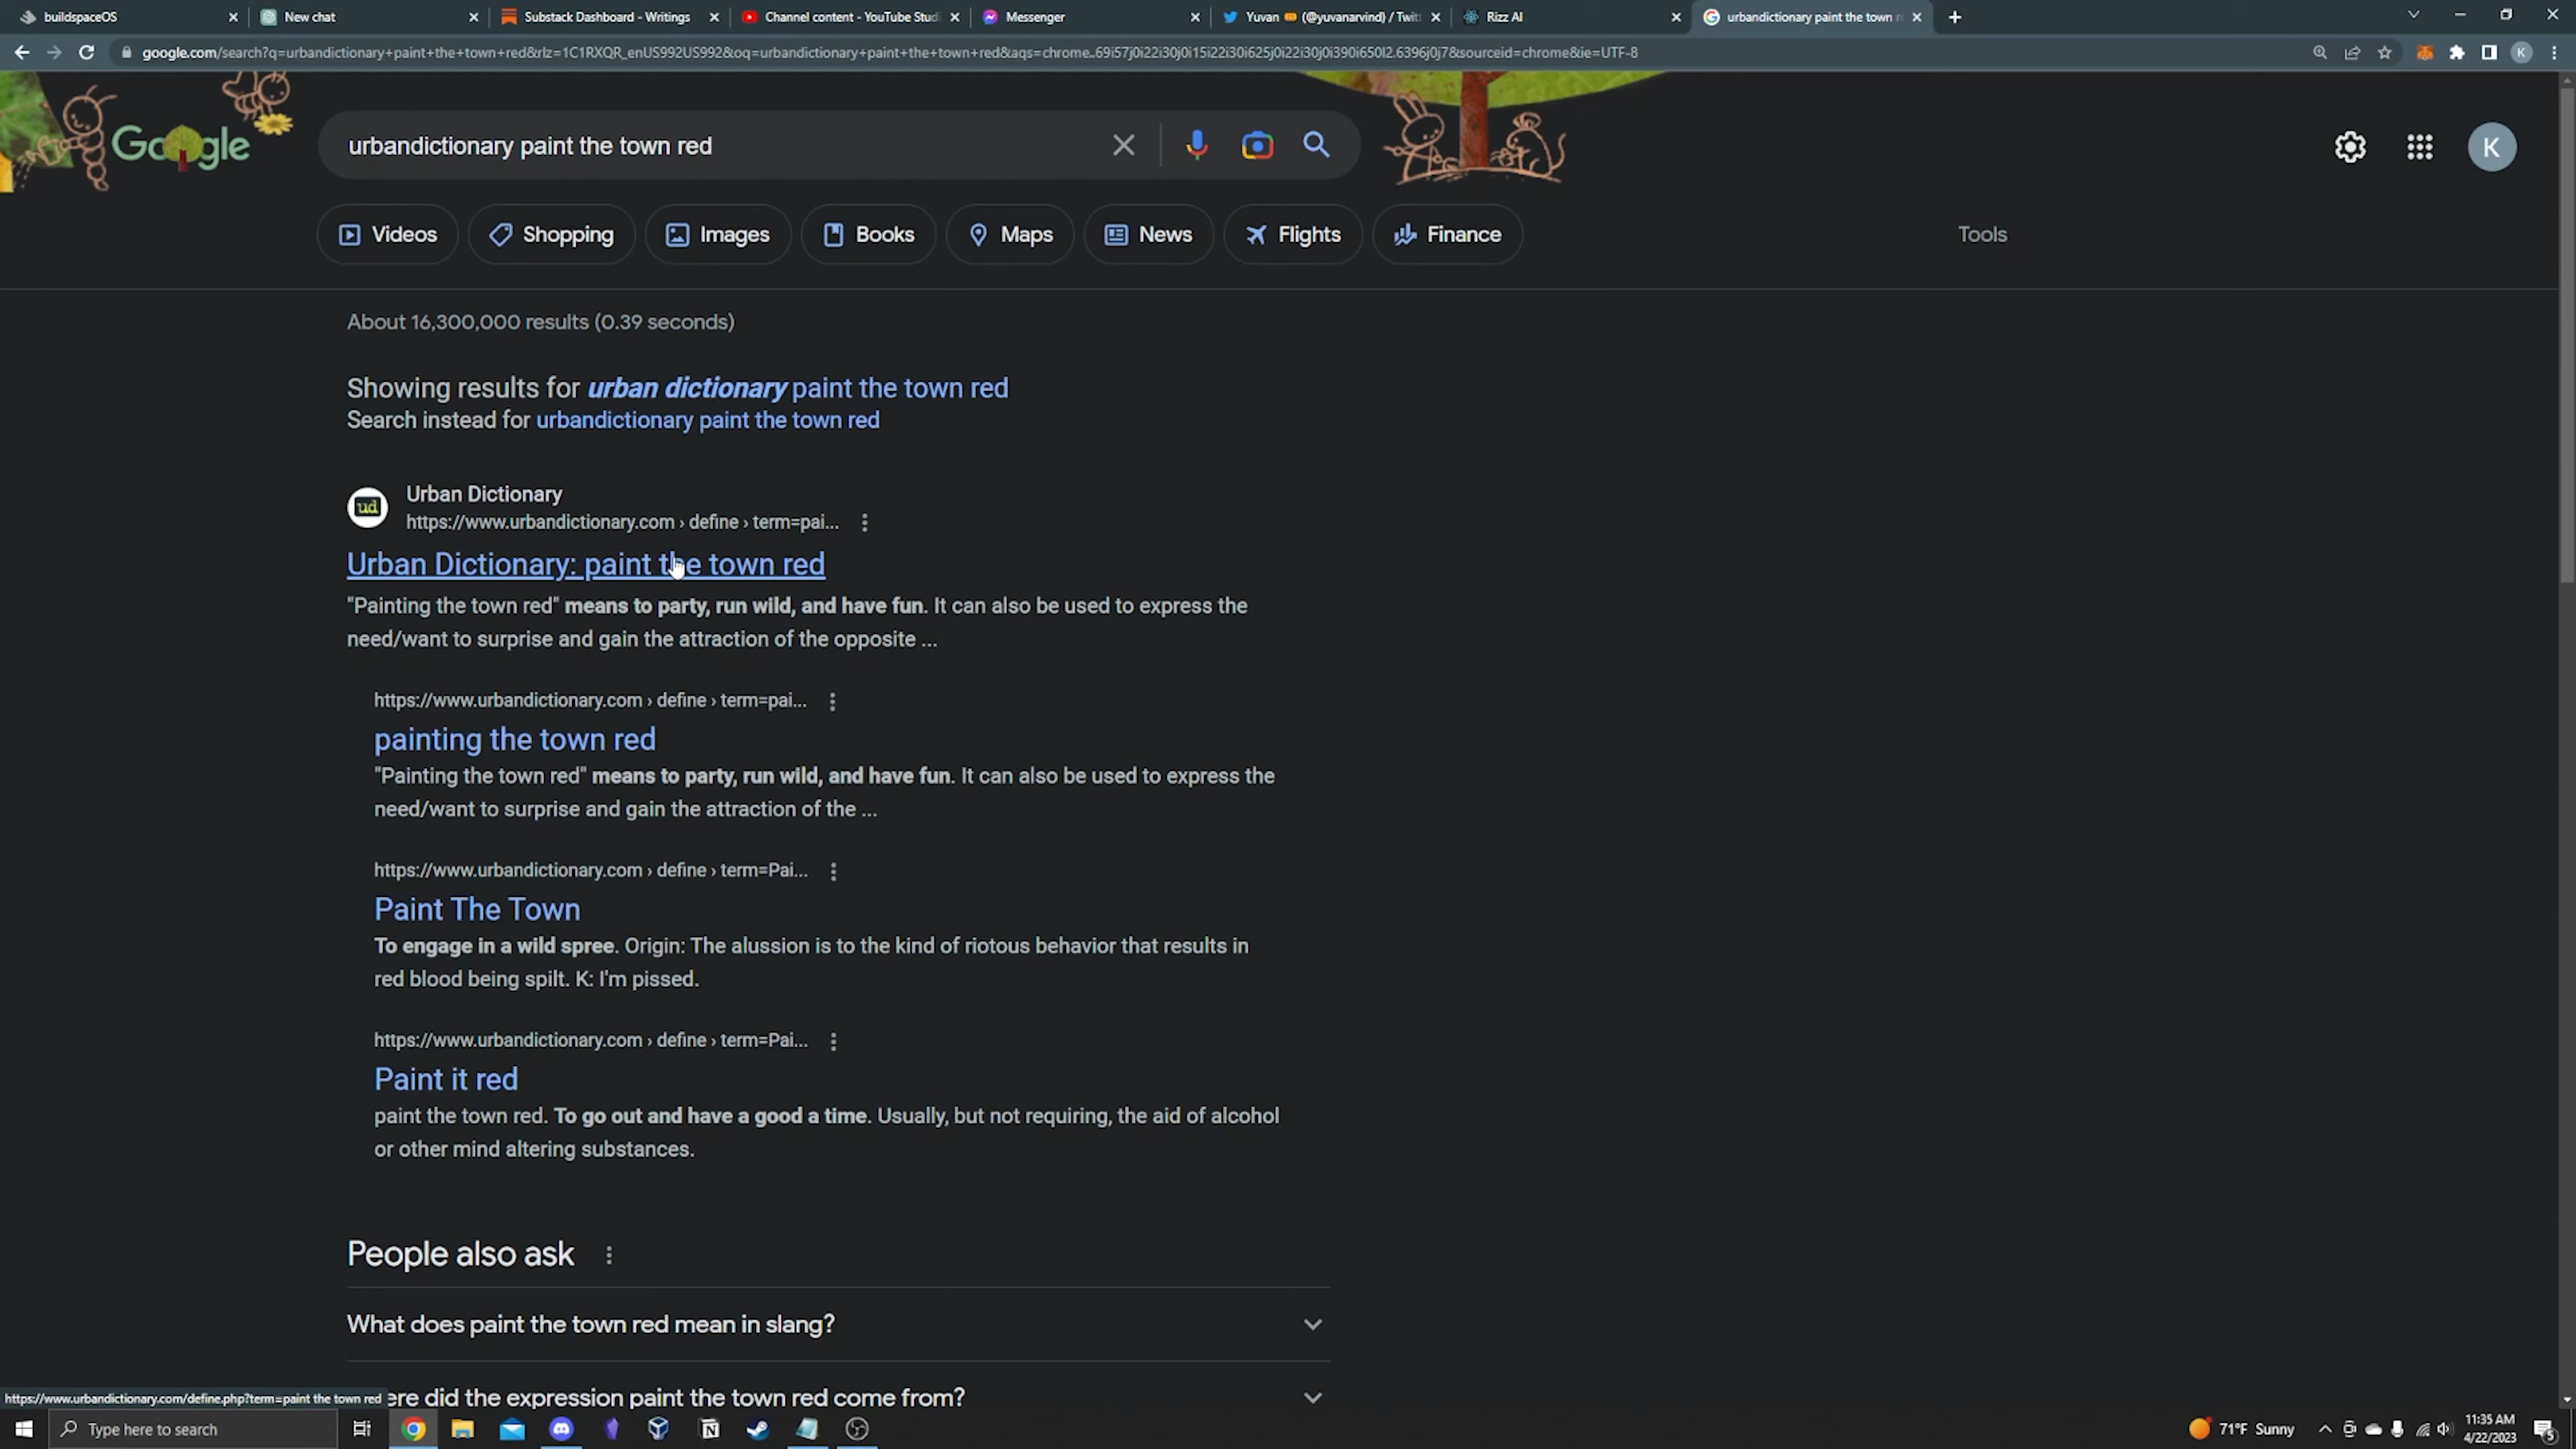 buildspaceOS
New chat
Substack Dashboard - Writings
Channel content - YouTube Studi
Messenger
Yuvan (@yuvanarvind) / Twitt
Rizz AI
urbandictionary paint the town r
google.com/search?q=urbandictionary+paint+the+town+red&rlz=1C1RXQR_enUS992US992&oq=urbandictionary+paint+the+town+red&aqs=chrome..69i57j0i22i30j0i15i22i30i625j0i22i30j0i390i650l2.6396j0j7&sourceid=chrome&ie=UTF-8
K
Google
urbandictionary paint the town red
K
Videos
Shopping
Images
Books
Maps
News
Flights
Finance
Tools
About 16,300,000 results (0.39 seconds)
Showing results for urban dictionary paint the town red
Search instead for urbandictionary paint the town red
ud
Urban Dictionary
https://www.urbandictionary.com › define › term=pai...
Urban Dictionary: paint the town red
"Painting the town red" means to party, run wild, and have fun. It can also be used to express the
need/want to surprise and gain the attraction of the opposite ...
https://www.urbandictionary.com › define › term=pai...
painting the town red
"Painting the town red" means to party, run wild, and have fun. It can also be used to express the
need/want to surprise and gain the attraction of the ...
https://www.urbandictionary.com › define › term=Pai...
Paint The Town
To engage in a wild spree. Origin: The alussion is to the kind of riotous behavior that results in
red blood being spilt. K: I'm pissed.
https://www.urbandictionary.com › define › term=Pai...
Paint it red
paint the town red. To go out and have a good a time. Usually, but not requiring, the aid of alcohol
or other mind altering substances.
People also ask
What does paint the town red mean in slang?
ere did the expression paint the town red come from?
https://www.urbandictionary.com/define.php?term=paint the town red
Type here to search
71°F Sunny
11:35 AM
4/22/2023
5